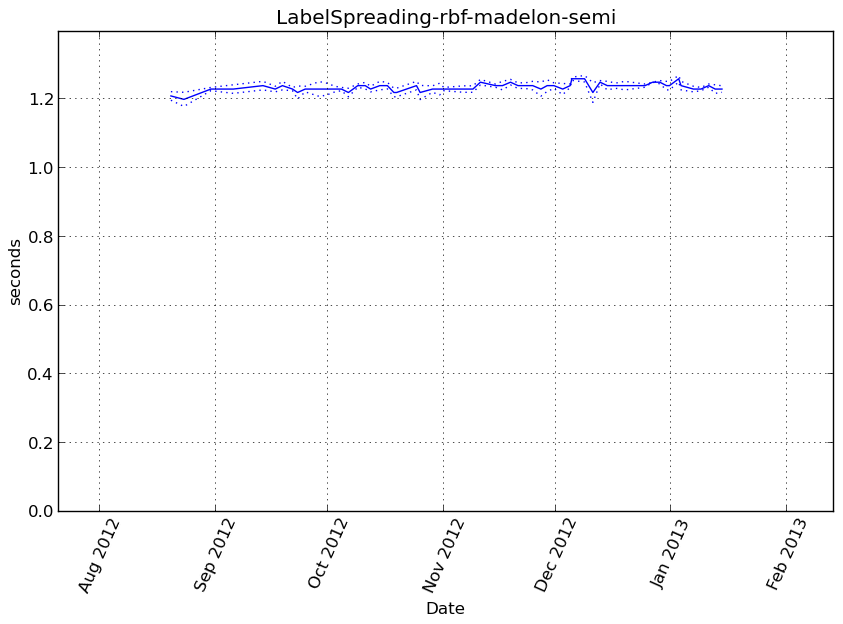 LabelSpreading-rbf-madelon-semi
1.2
1.0
0.8
0.6
0.4
0.2
0.0
seconds
Aug 2012
Sep 2012
Oct 2012
Nov 2012
Dec 2012
Jan 2013
Feb 2013
Date